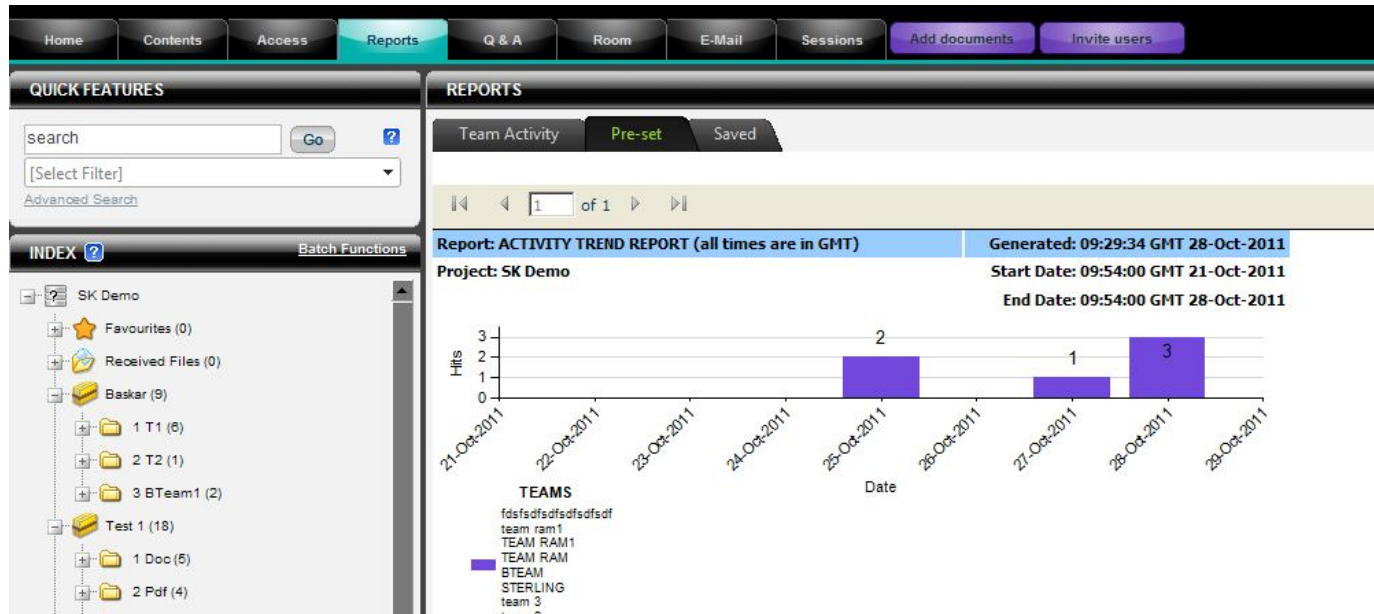 Home Contents Access Reports Q & A Room E-Mail Sessions Add documents Invite users
QUICK FEATURES
search Go ?
[Select Filter]
Advanced Search
INDEX ? Batch Functions
? SK Demo
Favourites (0)
Received Files (0)
Baskar (9)
1 T1 (6)
2 T2 (1)
3 BTeam1 (2)
Test 1 (18)
1 Doc (5)
2 Pdf (4)
REPORTS
Team Activity Pre-set Saved
1 of 1
Report: ACTIVITY TREND REPORT (all times are in GMT) Generated: 09:29:34 GMT 28-Oct-2011
Project: SK Demo Start Date: 09:54:00 GMT 21-Oct-2011
End Date: 09:54:00 GMT 28-Oct-2011
Hits
3
2
1
0
2 1 3
21-Oct-2011 22-Oct-2011 23-Oct-2011 24-Oct-2011 25-Oct-2011 26-Oct-2011 27-Oct-2011 28-Oct-2011 29-Oct-2011
Date
TEAMS
fdsfsdfsdfsdfsdfsdf
team ram1
TEAM RAM1
TEAM RAM
BTEAM
STERLING
team 3